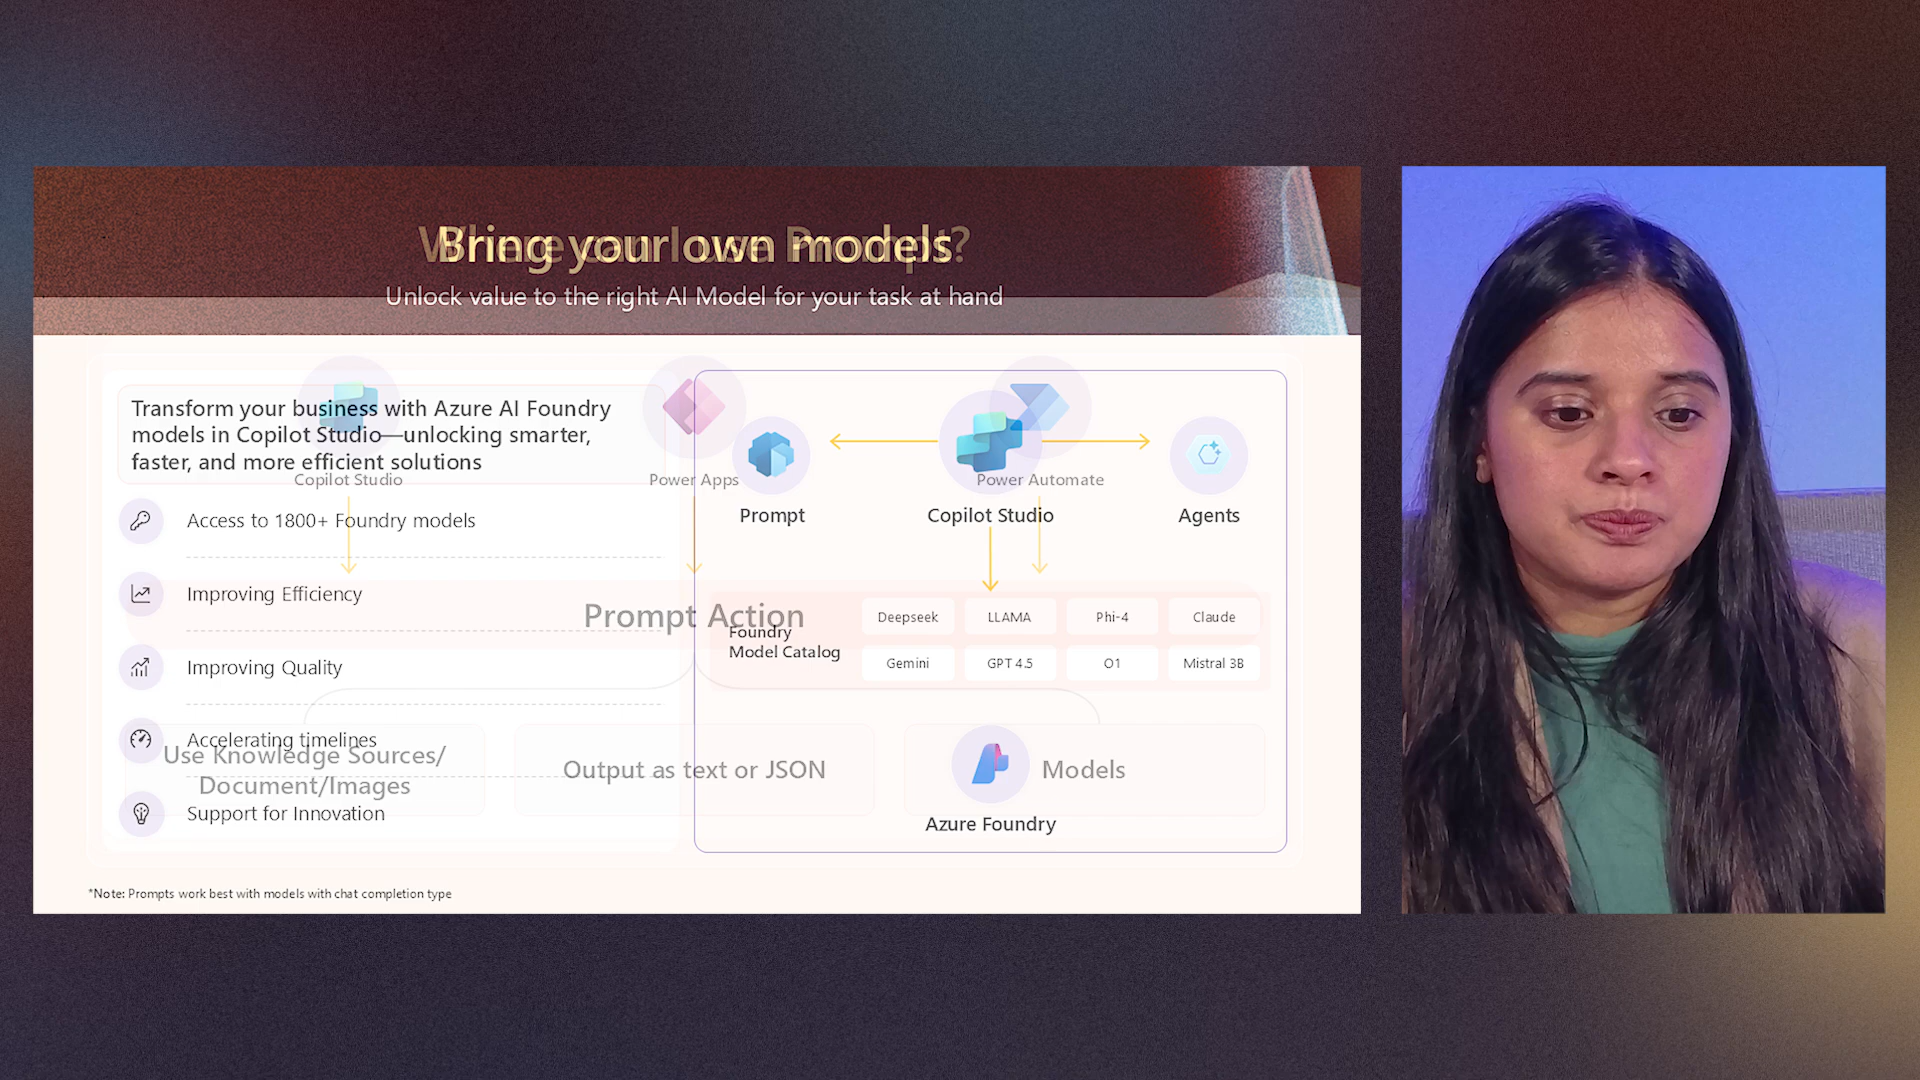 Where can I use Prompt?
Bring your own models
Unlock value to the right AI Model for your task at hand
Transform your business with Azure AI Foundry
models in Copilot Studio—unlocking smarter,
faster, and more efficient solutions
Access to 1800+ Foundry models
Improving Efficiency
Improving Quality
Accelerating timelines
Support for Innovation
Prompt
Copilot Studio
Agents
Foundry
Model Catalog
Deepseek
LLAMA
Phi-4
Claude
Gemini
GPT 4.5
O1
Mistral 3B
Azure Foundry
*Note: Prompts work best with models with chat completion type
Copilot Studio
Power Apps
Power Automate
Prompt Action
Use Knowledge Sources/
Document/Images
Output as text or JSON
Models